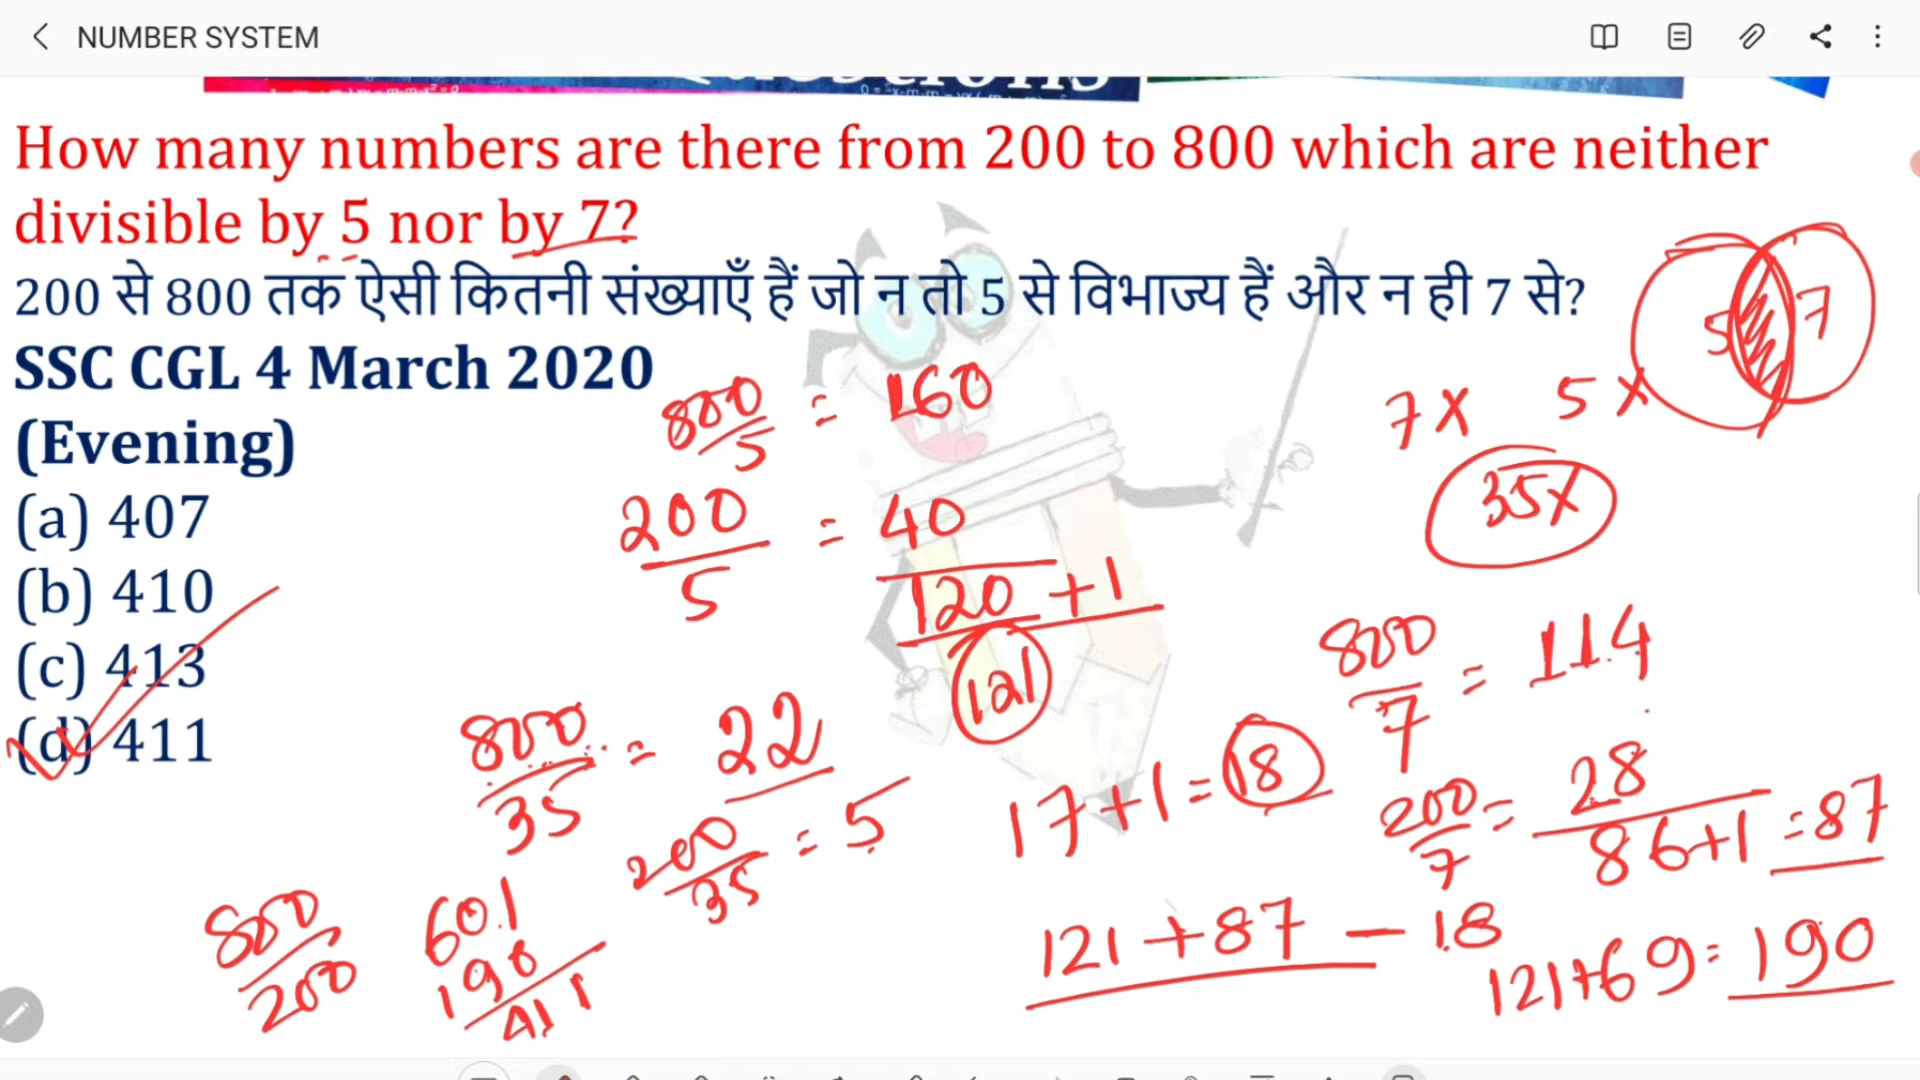 NUMBER SYSTEM
How many numbers are there from 200 to 800 which are neither
divisible by 5 nor by 7?
200 से 800 तक ऐसी कितनी संख्याएँ हैं जो न तो 5 से विभाज्य हैं और न ही 7 से?
SSC CGL 4 March 2020
(Evening)
(a) 407
(b) 410
(c) 413
(d) 411
5 7
7x 5x
35x
800/5 = 160
200/5 = 40
120 + 1
121
800/7 = 114
200/7 = 28
86+1 = 87
800/35 = 22
200/35 = 5
17+1 = 18
121 + 87 - 18
121+69 = 190
800
200
601
190
411